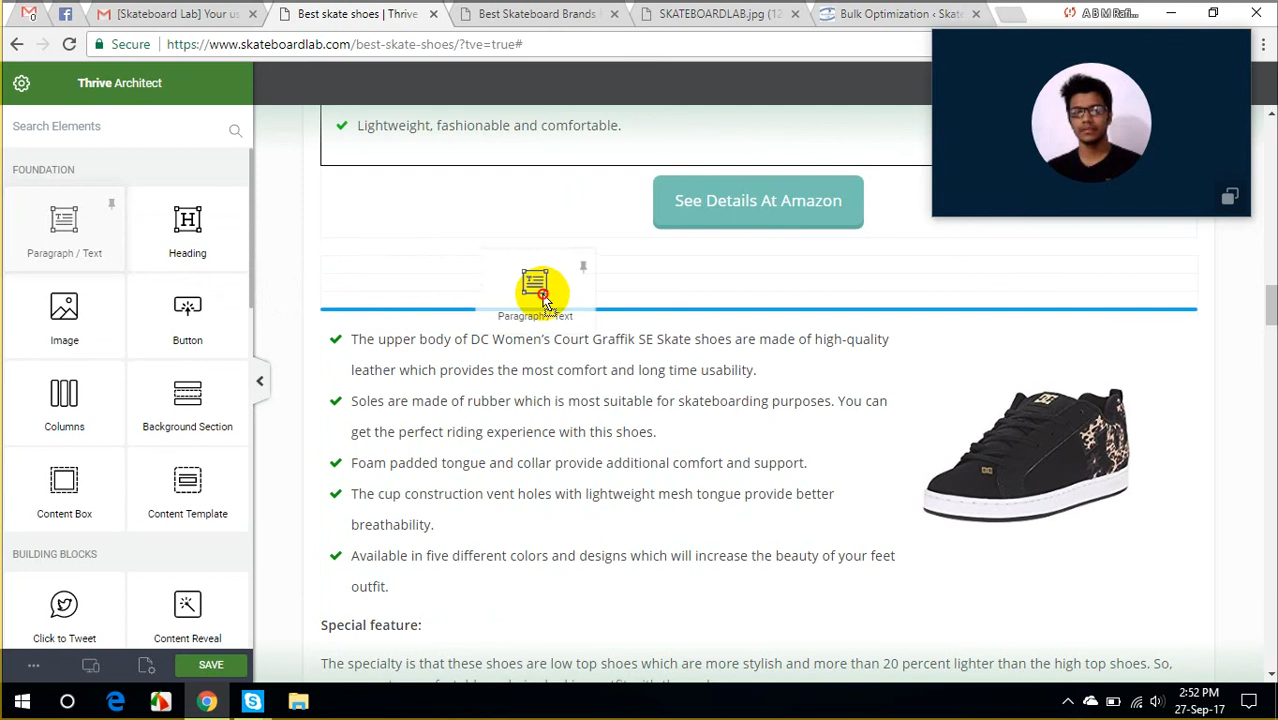 [Skateboard Lab] Your us
Best skate shoes | Thrive
Best Skateboard Brands
SKATEBOARDLAB.jpg (12
Bulk Optimization ‹ Skate
A B M Rafi...
Secure
https://www.skateboardlab.com/best-skate-shoes/?tve=true#
Thrive Architect
Search Elements
FOUNDATION
Paragraph / Text
Heading
Image
Button
Columns
Background Section
Content Box
Content Template
BUILDING BLOCKS
Click to Tweet
Content Reveal
SAVE
Lightweight, fashionable and comfortable.
See Details At Amazon
Paragraph / Text
The upper body of DC Women's Court Graffik SE Skate shoes are made of high-quality
leather which provides the most comfort and long time usability.
Soles are made of rubber which is most suitable for skateboarding purposes. You can
get the perfect riding experience with this shoes.
Foam padded tongue and collar provide additional comfort and support.
The cup construction vent holes with lightweight mesh tongue provide better
breathability.
Available in five different colors and designs which will increase the beauty of your feet
outfit.
Special feature:
The specialty is that these shoes are low top shoes which are more stylish and more than 20 percent lighter than the high top shoes. So,
2:52 PM
27-Sep-17